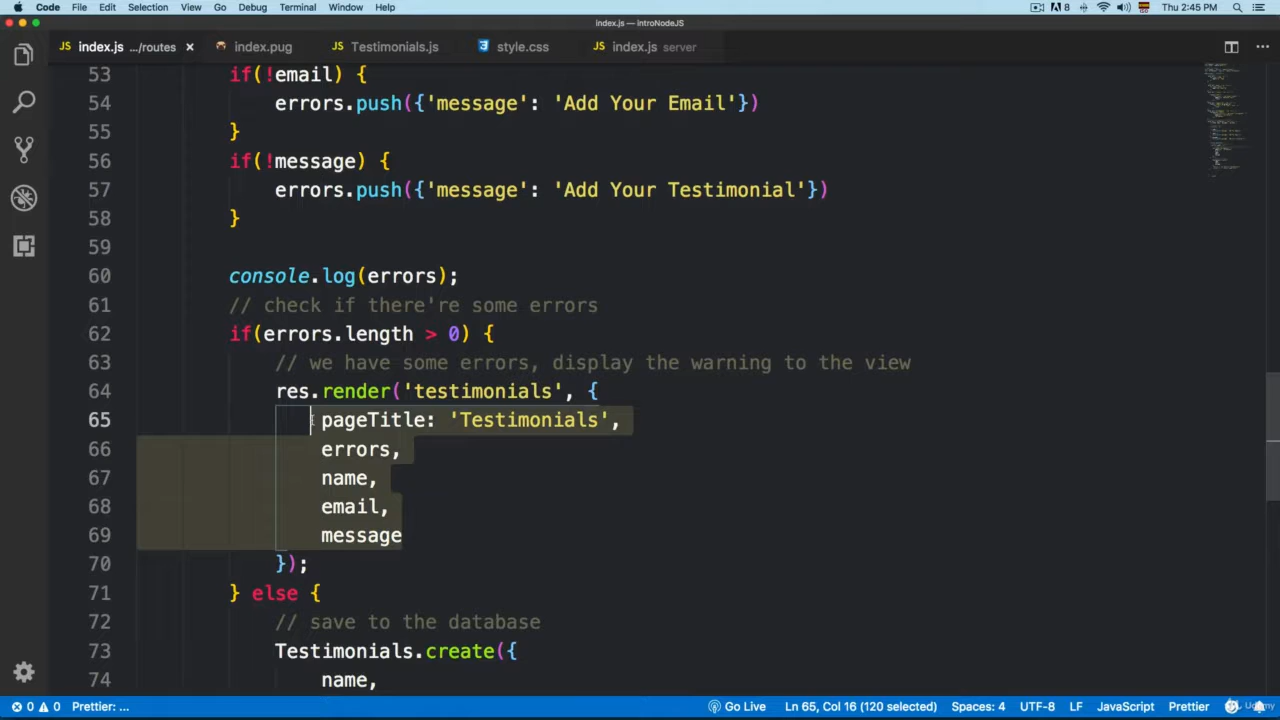 Code File Edit Selection View Go Debug Terminal Window Help
8 Thu 2:45 PM
index.js — introNodeJS
JS index.js .../routes × index.pug JS Testimonials.js style.css JS index.js server
53 if(!email) {
54 errors.push({'message': 'Add Your Email'})
55 }
56 if(!message) {
57 errors.push({'message': 'Add Your Testimonial'})
58 }
59
60 console.log(errors);
61 // check if there're some errors
62 if(errors.length > 0) {
63 // we have some errors, display the warning to the view
64 res.render('testimonials', {
65 pageTitle: 'Testimonials',
66 errors,
67 name,
68 email,
69 message
70 });
71 } else {
72 // save to the database
73 Testimonials.create({
74 name,
0 0 Prettier: ... Go Live Ln 65, Col 16 (120 selected) Spaces: 4 UTF-8 LF JavaScript Prettier